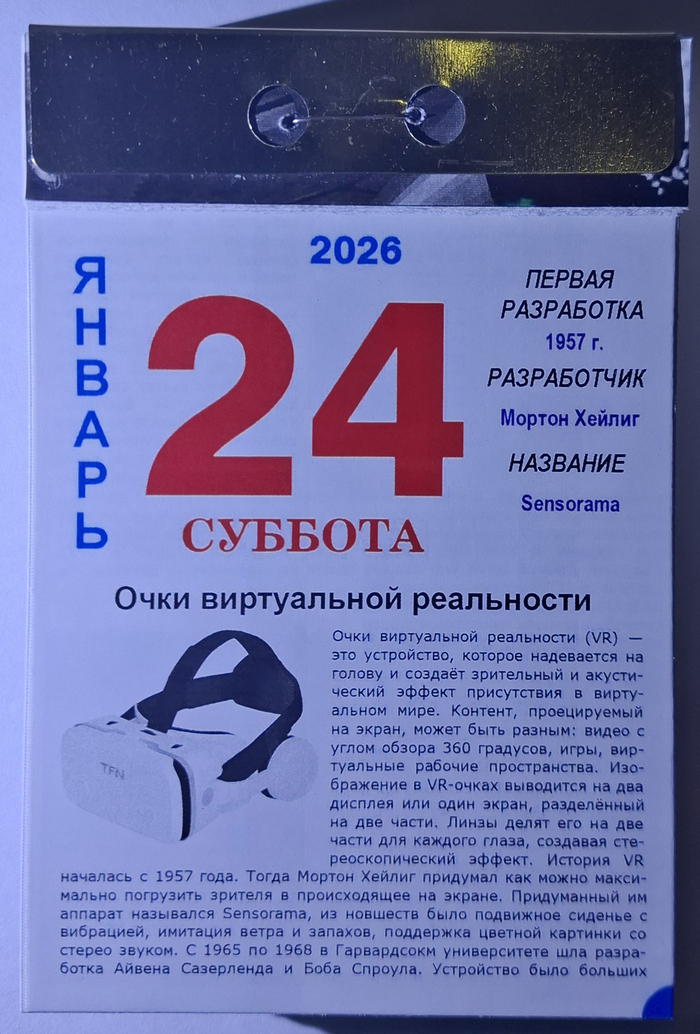 2026
ЯНВАРЬ
24
СУББОТА
ПЕРВАЯ
РАЗРАБОТКА
1957 г.
РАЗРАБОТЧИК
Мортон Хейлиг
НАЗВАНИЕ
Sensorama
Очки виртуальной реальности
TFN
Очки виртуальной реальности (VR) —
это устройство, которое надевается на
голову и создаёт зрительный и акусти-
ческий эффект присутствия в вирту-
альном мире. Контент, проецируемый
на экран, может быть разным: видео с
углом обзора 360 градусов, игры, вир-
туальные рабочие пространства. Изо-
бражение в VR-очках выводится на два
дисплея или один экран, разделённый
на две части. Линзы делят его на две
части для каждого глаза, создавая сте-
реоскопический эффект. История VR
началась с 1957 года. Тогда Мортон Хейлиг придумал как можно макси-
мально погрузить зрителя в происходящее на экране. Придуманный им
аппарат назывался Sensorama, из новшеств было подвижное сиденье с
вибрацией, имитация ветра и запахов, поддержка цветной картинки со
стерео звуком. С 1965 по 1968 в Гарвардсокм университете шла разра-
ботка Айвена Сазерленда и Боба Спроула. Устройство было больших